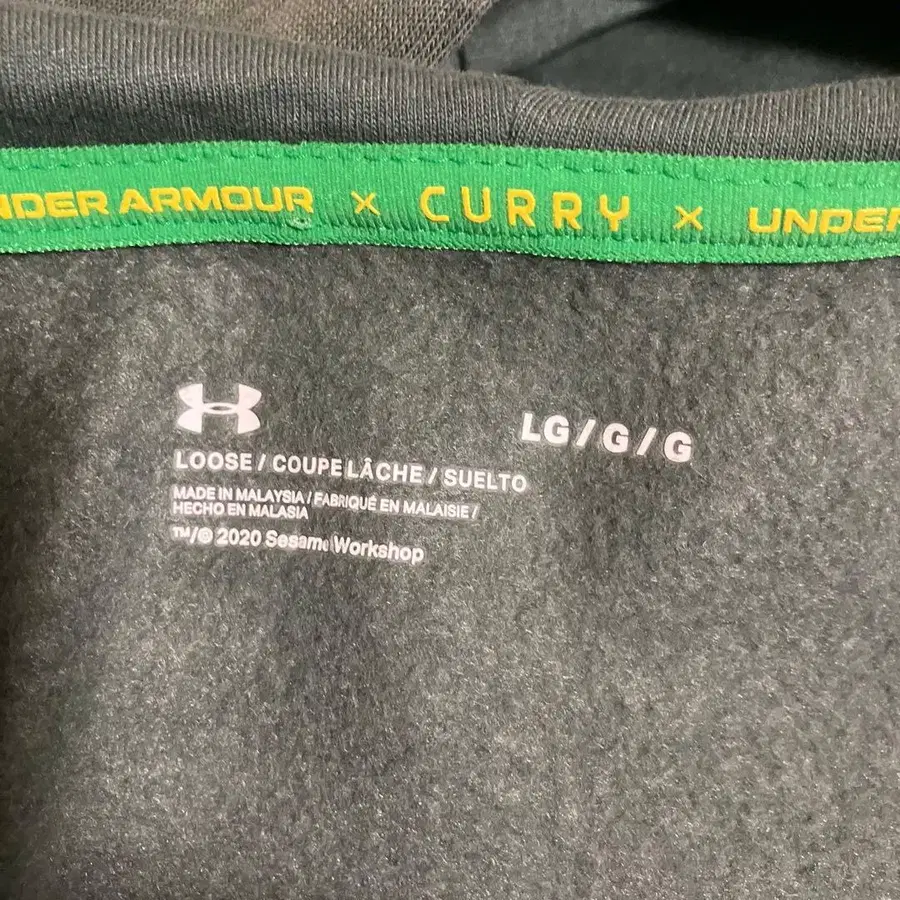 NDER ARMOUR × CURRY × UNDER
LG / G / G
LOOSE / COUPE LÂCHE / SUELTO
MADE IN MALAYSIA / FABRIQUÉ EN MALAISIE /
HECHO EN MALASIA
™/© 2020 Sesame Workshop